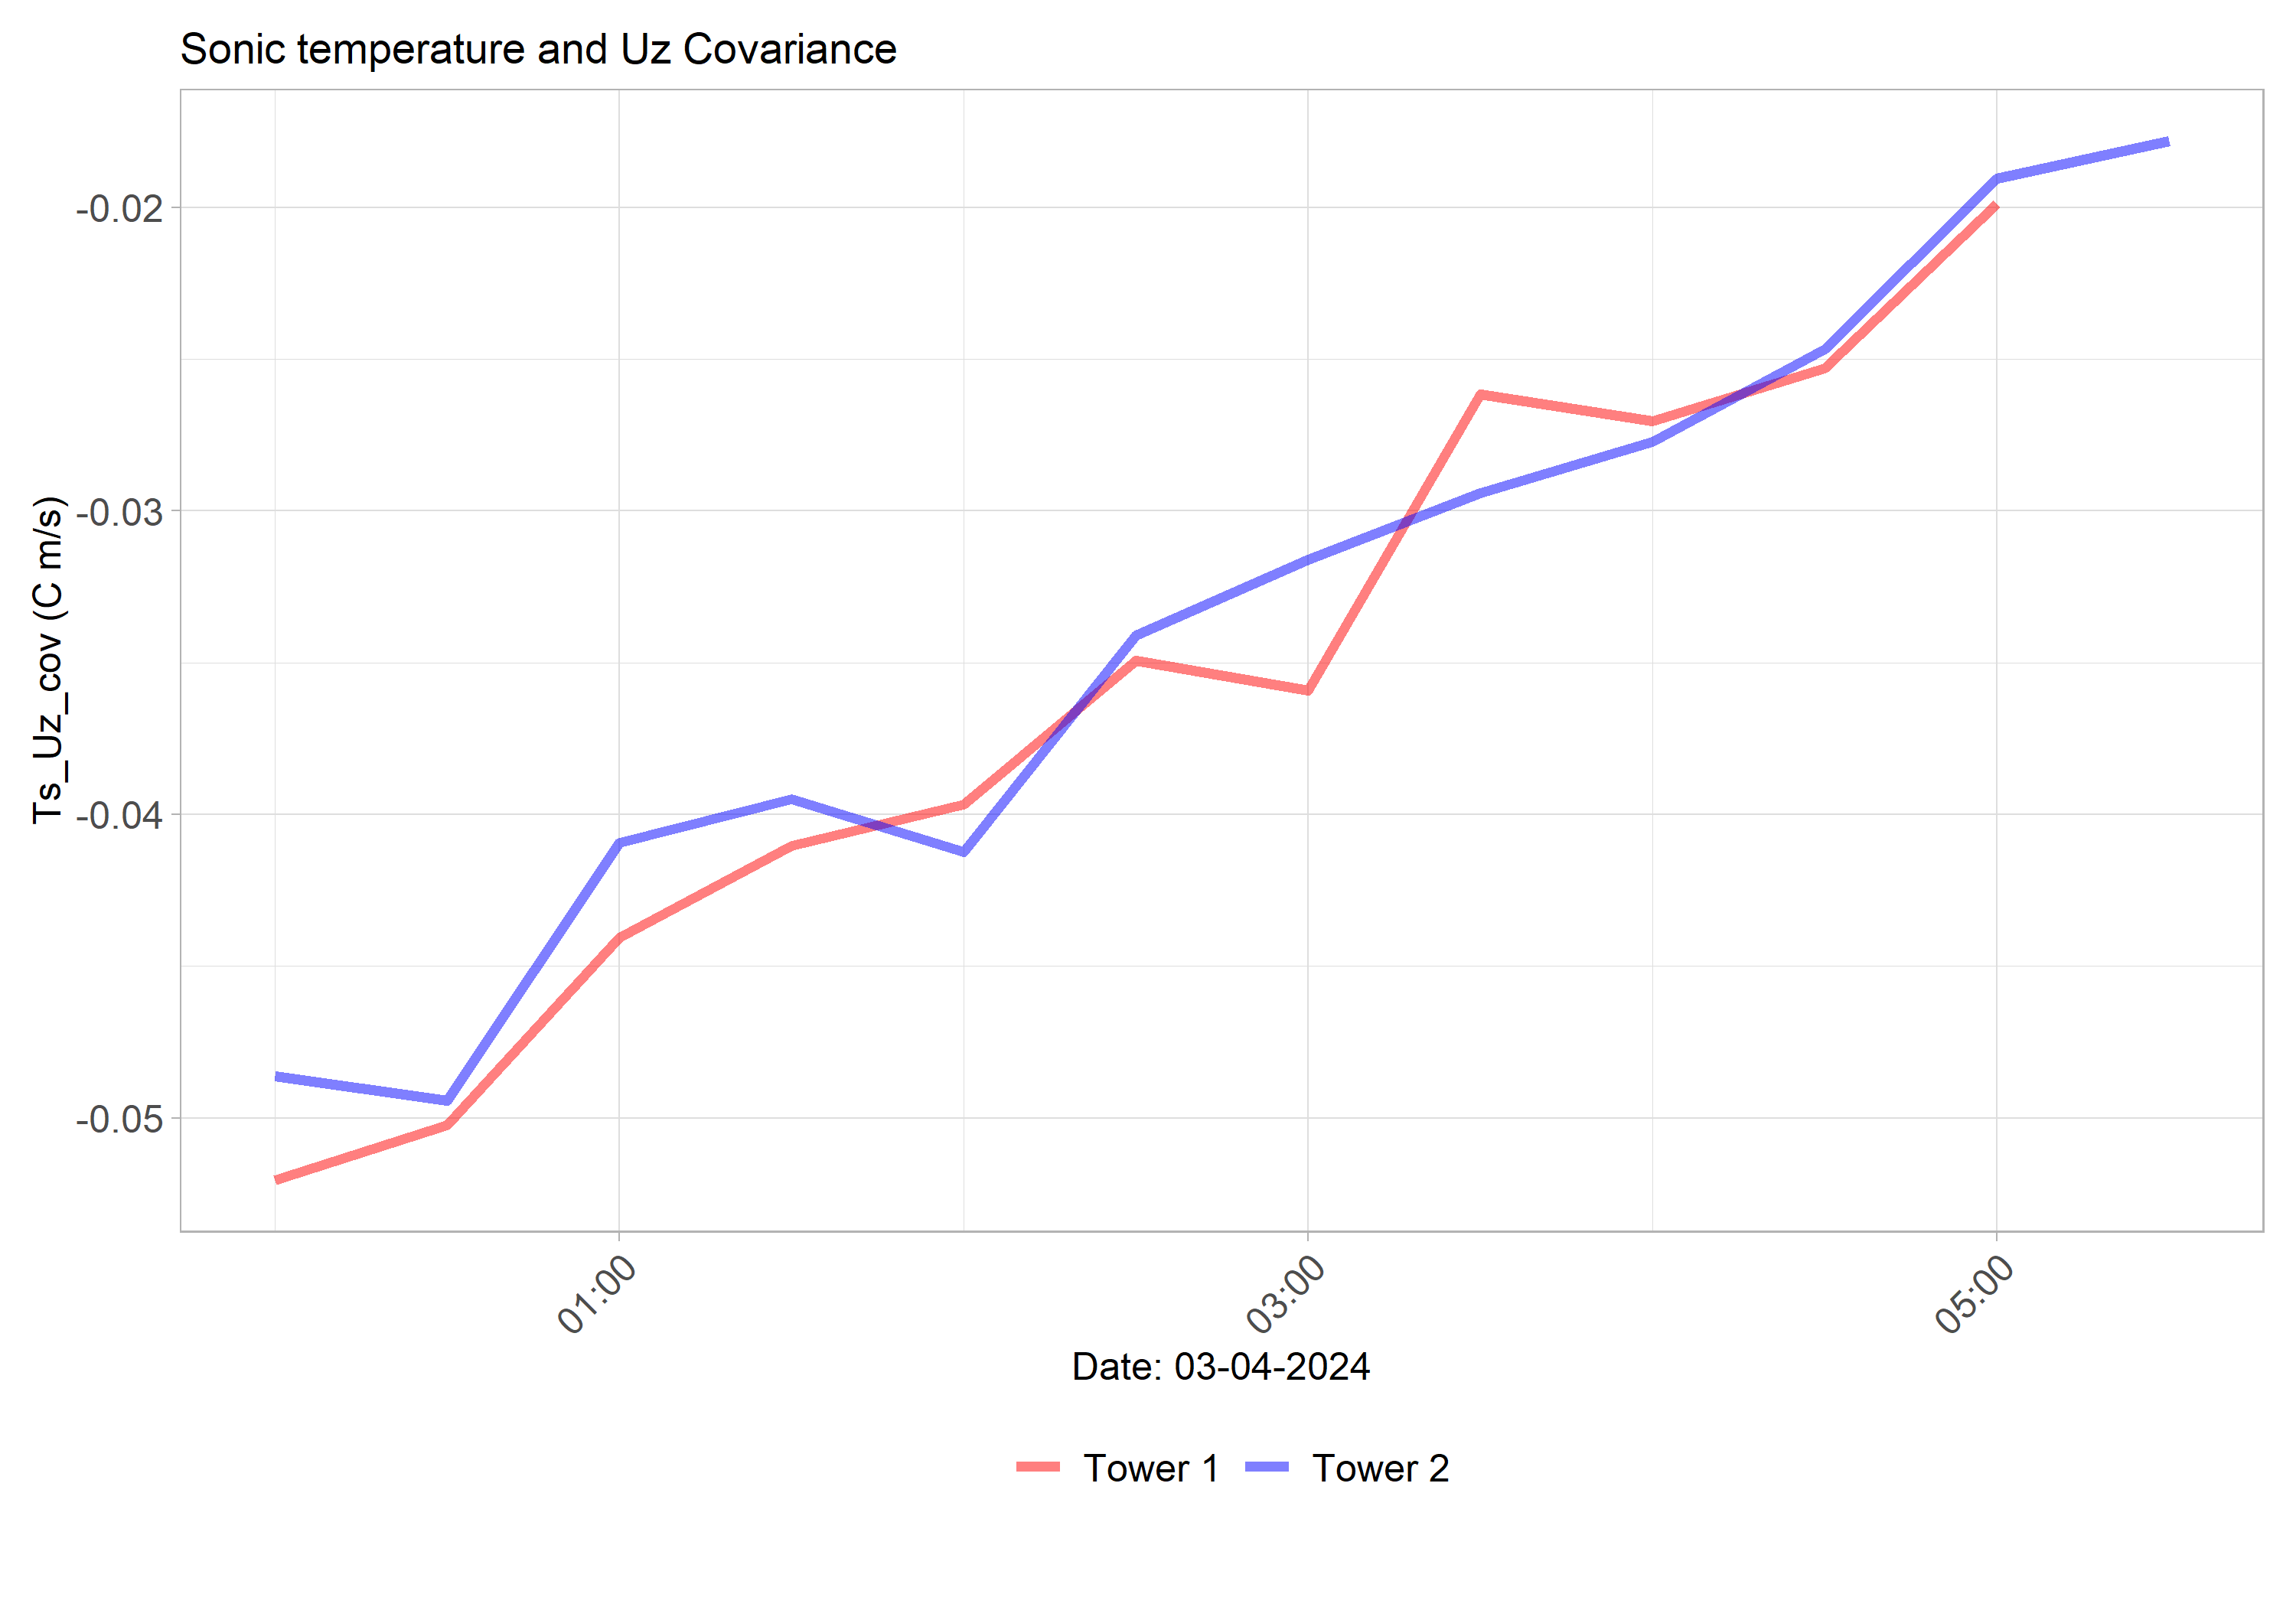 Sonic temperature and Uz Covariance
Ts_Uz_cov (C m/s)
-0.02
-0.03
-0.04
-0.05
01:00
03:00
05:00
Date: 03-04-2024
Tower 1
Tower 2